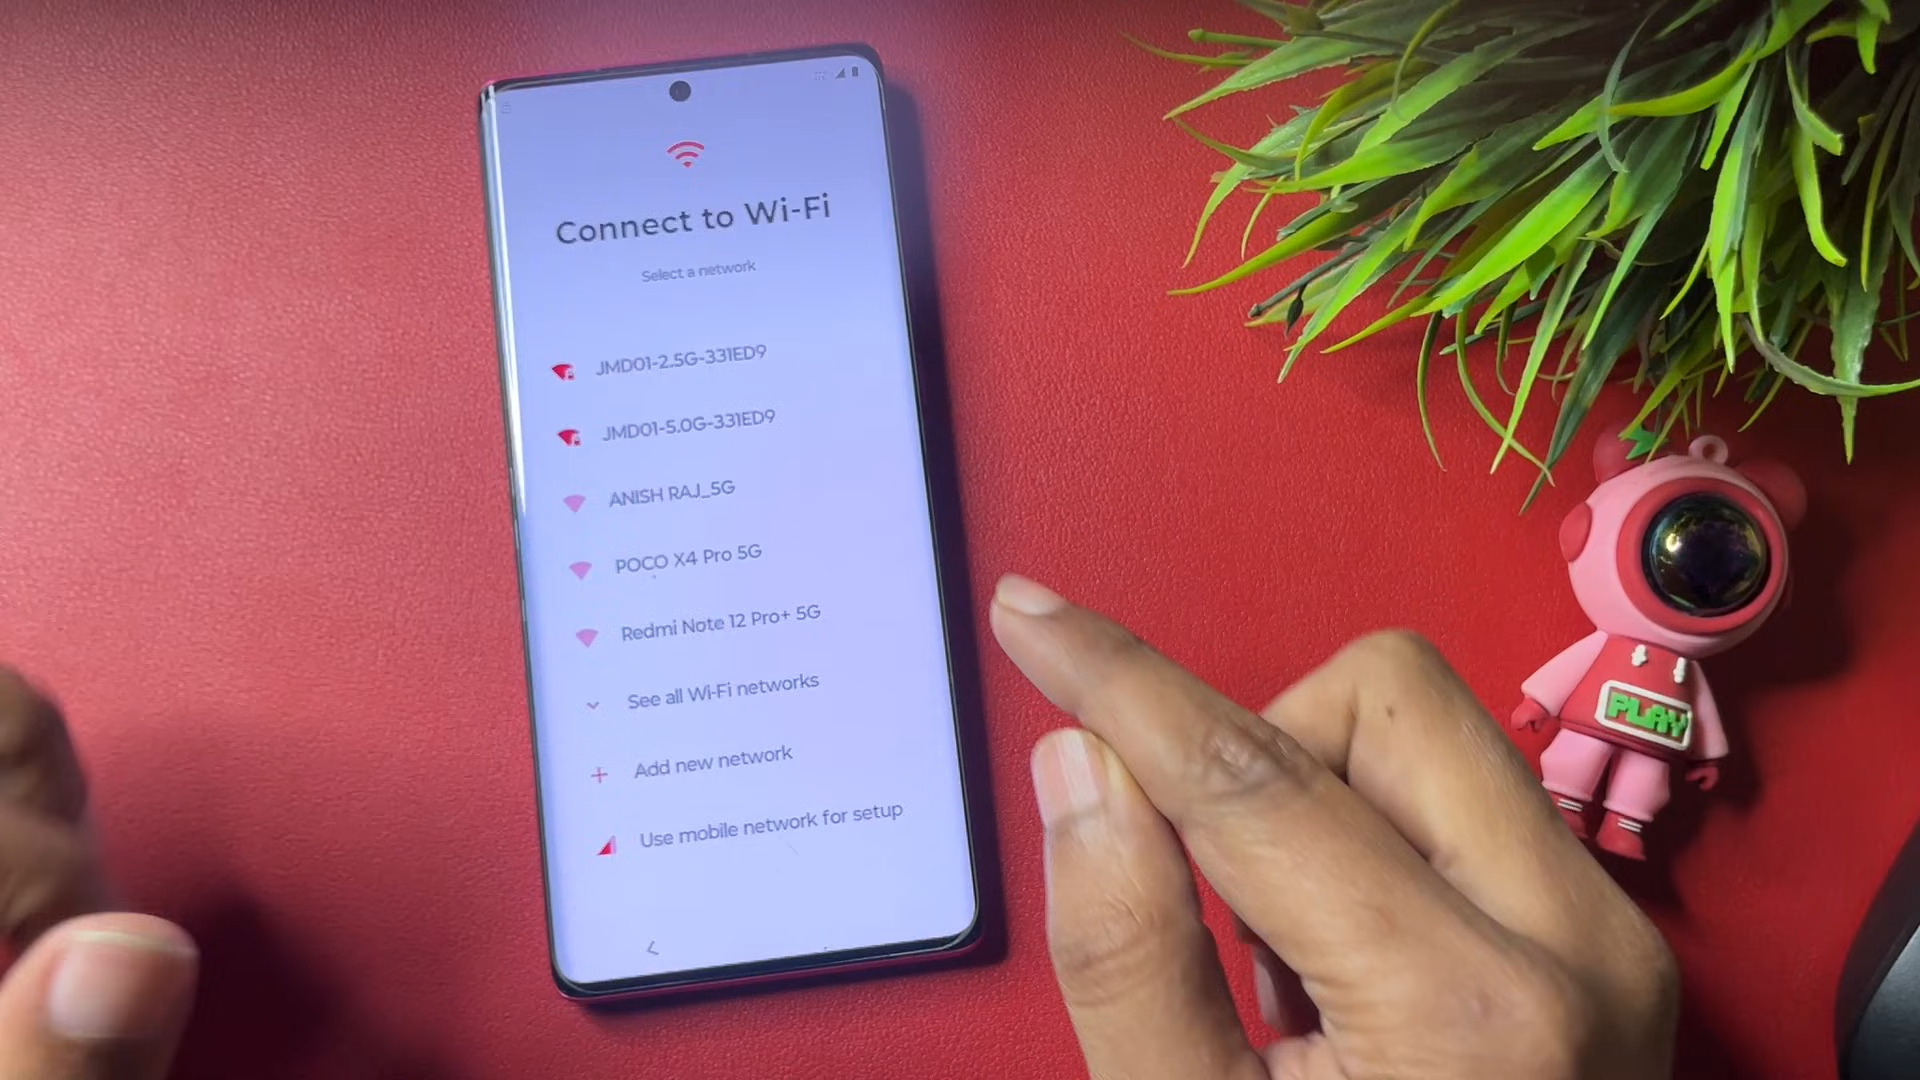 Connect to Wi-Fi
Select a network
JMD01-2.5G-331ED9
JMD01-5.0G-331ED9
ANISH RAJ_5G
POCO X4 Pro 5G
Redmi Note 12 Pro+ 5G
See all Wi-Fi networks
Add new network
Use mobile network for setup
PLAY